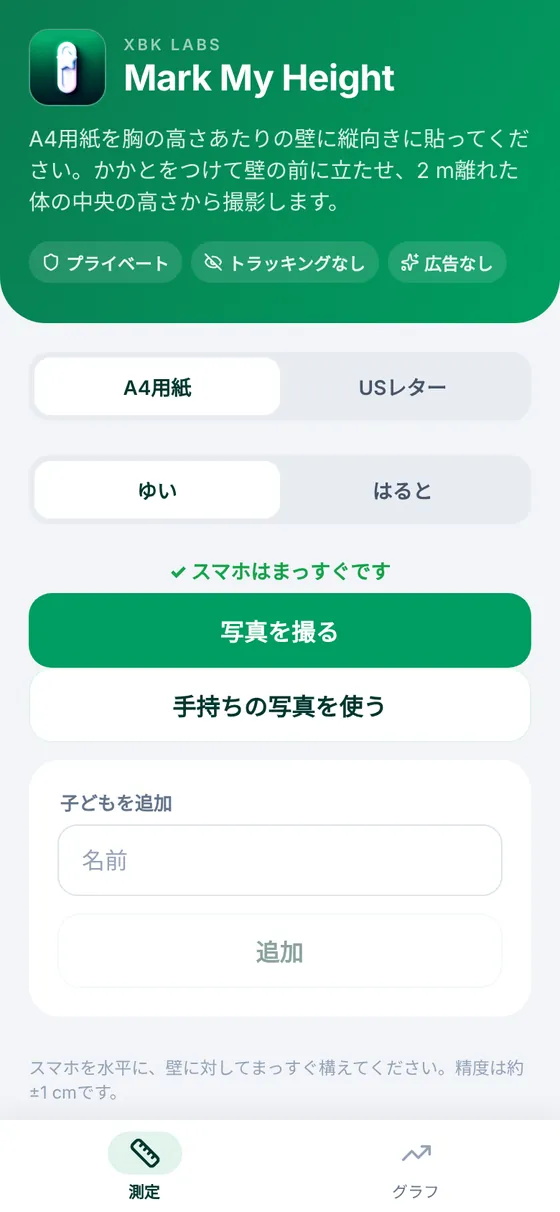 XBK LABS
Mark My Height
A4用紙を胸の高さあたりの壁に縦向きに貼ってくだ
さい。かかとをつけて壁の前に立たせ、2 m離れた
体の中央の高さから撮影します。
プライベート
トラッキングなし
広告なし
A4用紙
USレター
ゆい
はると
✓ スマホはまっすぐです
写真を撮る
手持ちの写真を使う
子どもを追加
名前
追加
スマホを水平に、壁に対してまっすぐ構えてください。精度は約
±1 cmです。
測定
グラフ